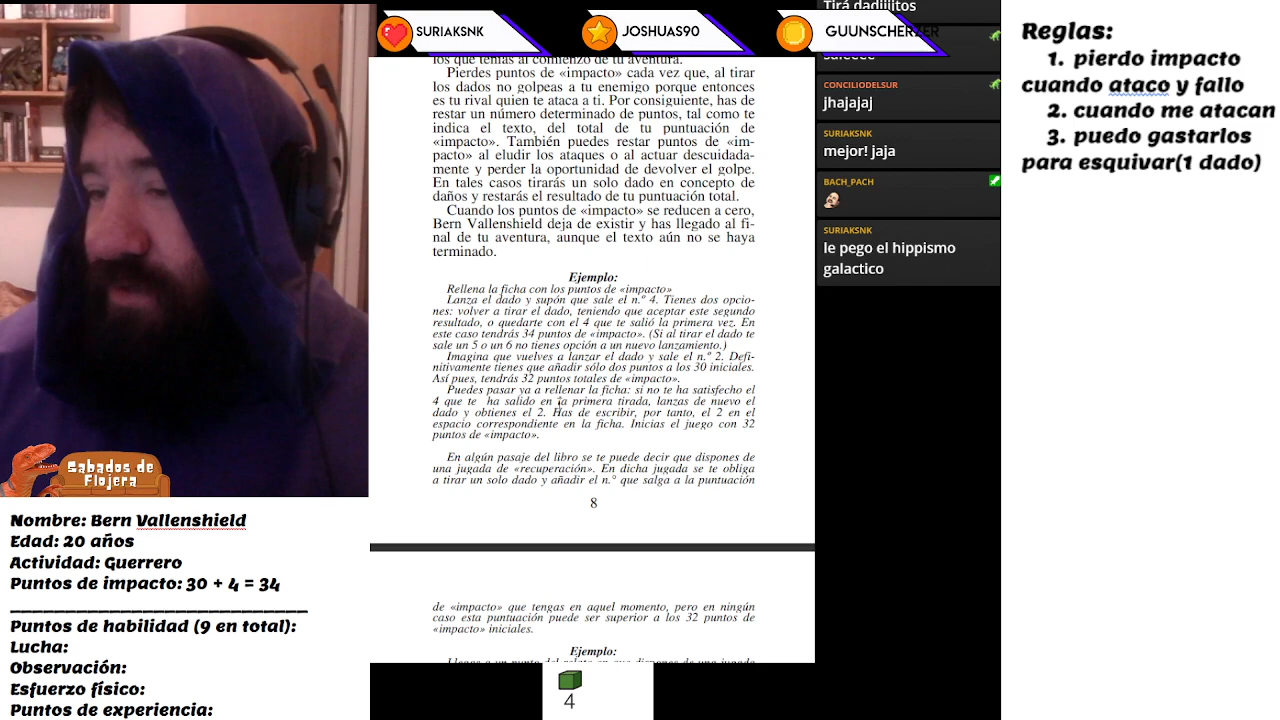 SURIAKSNK
JOSHUAS90
GUUNSCHERZER
los que tenías al comienzo de tu aventura.
Pierdes puntos de «impacto» cada vez que, al tirar
los dados no golpeas a tu enemigo porque entonces
es tu rival quien te ataca a ti. Por consiguiente, has de
restar un número determinado de puntos, tal como te
indica el texto, del total de tu puntuación de
«impacto». También puedes restar puntos de «im-
pacto» al eludir los ataques o al actuar descuidada-
mente y perder la oportunidad de devolver el golpe.
En tales casos tirarás un solo dado en concepto de
daños y restarás el resultado de tu puntuación total.
Cuando los puntos de «impacto» se reducen a cero,
Bern Vallenshield deja de existir y has llegado al fi-
nal de tu aventura, aunque el texto aún no se haya
terminado.
Ejemplo:
Rellena la ficha con los puntos de «impacto»
Lanza el dado y supón que sale el n.º 4. Tienes dos opcio-
nes: volver a tirar el dado, teniendo que aceptar este segundo
resultado, o quedarte con el 4 que te salió la primera vez. En
este caso tendrás 34 puntos de «impacto». (Si al tirar el dado te
sale un 5 o un 6 no tienes opción a un nuevo lanzamiento.)
Imagina que vuelves a lanzar el dado y sale el n.º 2. Defi-
nitivamente tienes que añadir sólo dos puntos a los 30 iniciales.
Así pues, tendrás 32 puntos totales de «impacto».
Puedes pasar ya a rellenar la ficha: si no te ha satisfecho el
4 que te ha salido en la primera tirada, lanzas de nuevo el
dado y obtienes el 2. Has de escribir, por tanto, el 2 en el
espacio correspondiente en la ficha. Inicias el juego con 32
puntos de «impacto».
En algún pasaje del libro se te puede decir que dispones de
una jugada de «recuperación». En dicha jugada se te obliga
a tirar un solo dado y añadir el n.º que salga a la puntuación
8
de «impacto» que tengas en aquel momento, pero en ningún
caso esta puntuación puede ser superior a los 32 puntos de
«impacto» iniciales.
Ejemplo:
4
Tirá dadijijitos
CONCILIODELSUR
jhajajaj
SURIAKSNK
mejor! jaja
BACH_PACH
SURIAKSNK
le pego el hippismo
galactico
Reglas:
1. pierdo impacto
cuando ataco y fallo
2. cuando me atacan
3. puedo gastarlos
para esquivar(1 dado)
Sabados de
Flojera
Nombre: Bern Vallenshield
Edad: 20 años
Actividad: Guerrero
Puntos de impacto: 30 + 4 = 34
Puntos de habilidad (9 en total):
Lucha:
Observación:
Esfuerzo físico:
Puntos de experiencia: